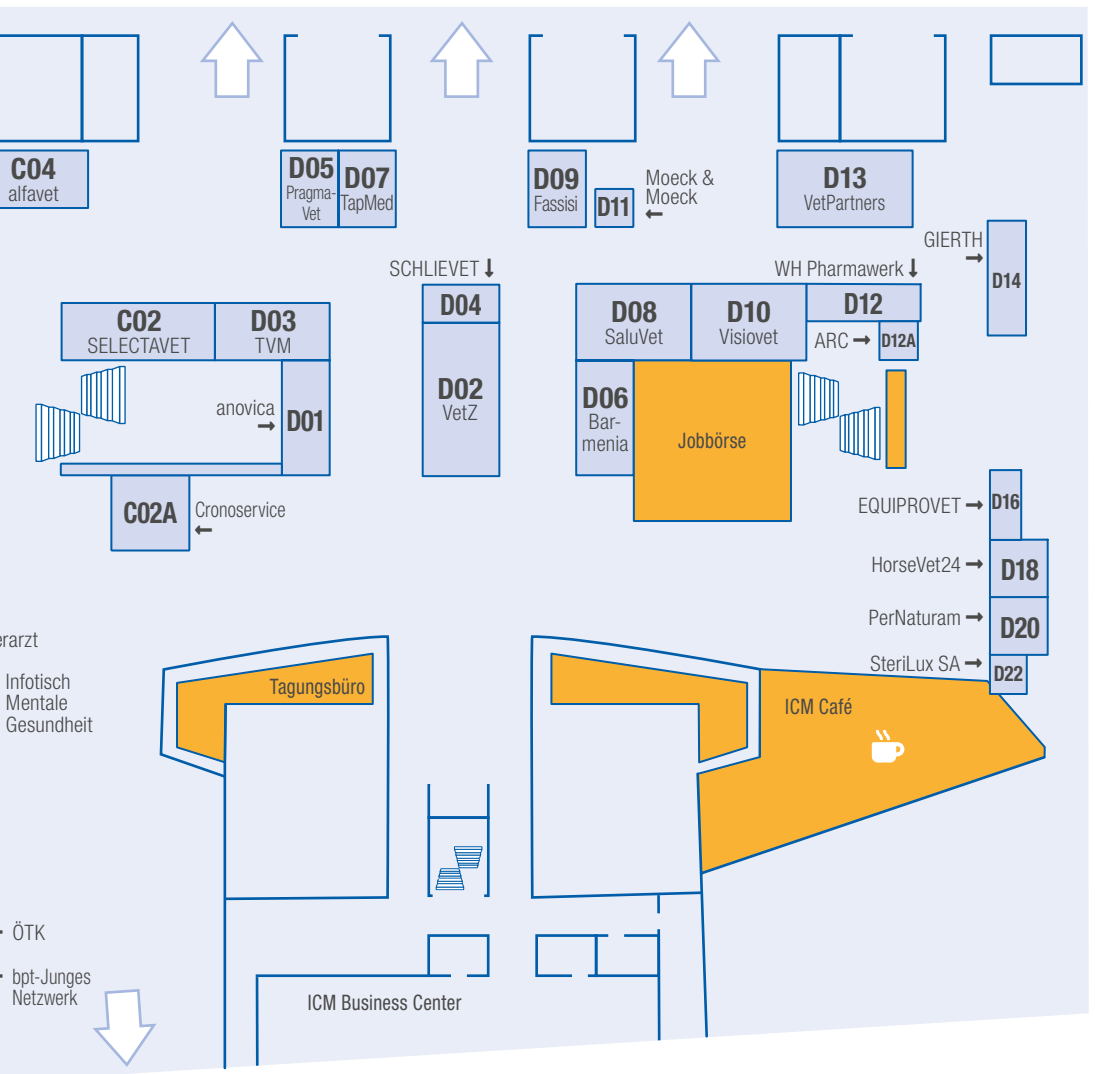 C04
alfavet
D05
Pragma-
Vet
D07
TapMed
D09
Fassisi
D11
Moeck &
Moeck
←
D13
VetPartners
GIERTH
→
D14
SCHLIEVET ↓
D04
WH Pharmawerk ↓
D12
C02
SELECTAVET
D03
TVM
D08
SaluVet
D10
Visiovet
ARC →
D12A
anovica
→
D01
D02
VetZ
D06
Bar-
menia
Jobbörse
C02A
Cronoservice
←
EQUIPROVET →
D16
HorseVet24 →
D18
PerNaturam →
D20
SteriLux SA →
D22
erarzt
Infotisch
Mentale
Gesundheit
Tagungsbüro
ICM Café
ÖTK
bpt-Junges
Netzwerk
ICM Business Center